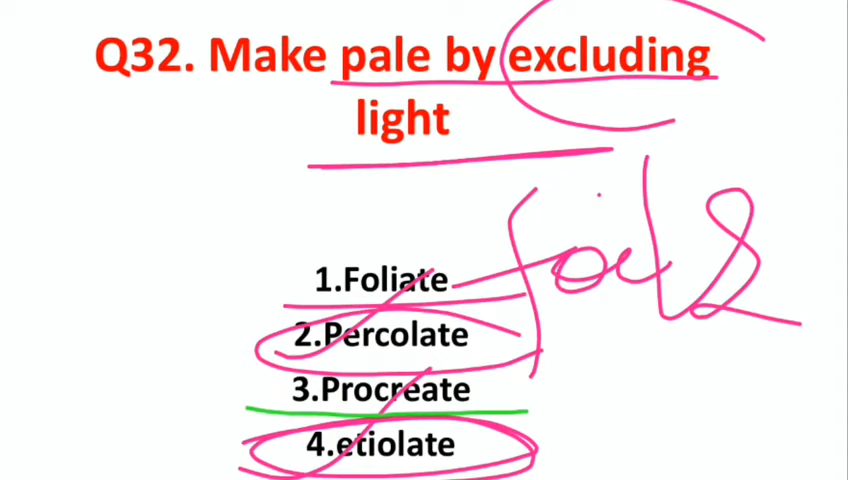 Q32. Make pale by excluding
light
1.Foliate
2.Percolate
3.Procreate
4.etiolate